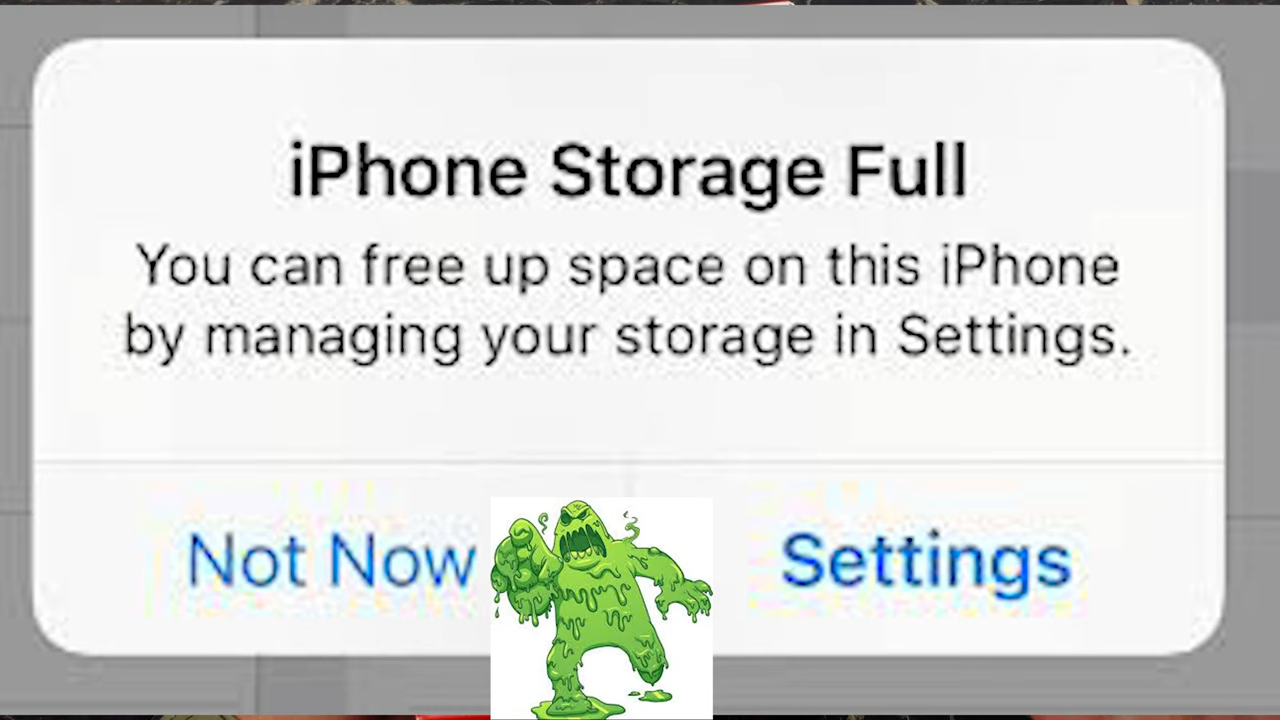 iPhone Storage Full
You can free up space on this iPhone
by managing your storage in Settings.
Not Now
Settings